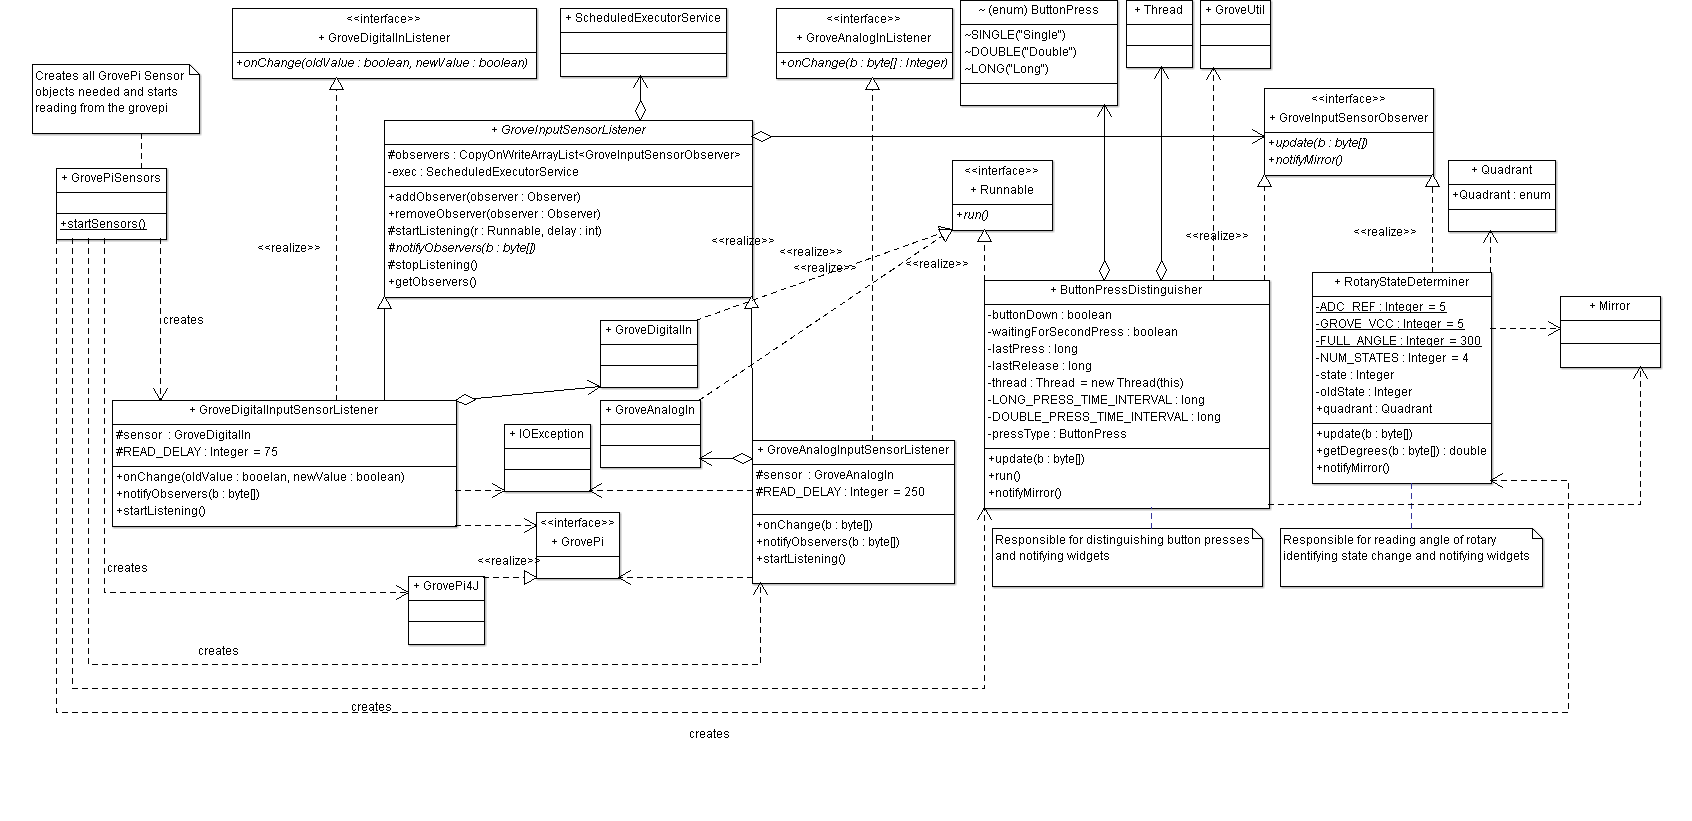 <<interface>>
+ GroveDigitalInListener
+onChange(oldValue : boolean, newValue : boolean)
+ ScheduledExecutorService
<<interface>>
+ GroveAnalogInListener
+onChange(b : byte[] : Integer)
~ (enum) ButtonPress
~SINGLE("Single")
~DOUBLE("Double")
~LONG("Long")
+ Thread
+ GroveUtil
Creates all GrovePi Sensor
objects needed and starts
reading from the grovepi
<<interface>>
+ GroveInputSensorObserver
+update(b : byte[])
+notifyMirror()
+ GroveInputSensorListener
#observers : CopyOnWriteArrayList<GroveInputSensorObserver>
-exec : SecheduledExecutorService
+addObserver(observer : Observer)
+removeObserver(observer : Observer)
#startListening(r : Runnable, delay : int)
#notifyObservers(b : byte[])
#stopListening()
+getObservers()
+ GrovePiSensors
+startSensors()
<<interface>>
+ Runnable
+run()
+ Quadrant
+Quadrant : enum
<<realize>>
<<realize>>
<<realize>>
<<realize>>
<<realize>>
<<realize>>
<<realize>>
+ ButtonPressDistinguisher
-buttonDown : boolean
-waitingForSecondPress : boolean
-lastPress : long
-lastRelease : long
-thread : Thread = new Thread(this)
-LONG_PRESS_TIME_INTERVAL : long
-DOUBLE_PRESS_TIME_INTERVAL : long
-pressType : ButtonPress
+update(b : byte[])
+run()
+notifyMirror()
+ RotaryStateDeterminer
-ADC_REF : Integer = 5
-GROVE_VCC : Integer = 5
-FULL_ANGLE : Integer = 300
-NUM_STATES : Integer = 4
-state : Integer
-oldState : Integer
+quadrant : Quadrant
+update(b : byte[])
+getDegrees(b : byte[]) : double
+notifyMirror()
+ Mirror
creates
+ GroveDigitalIn
+ GroveDigitalInputSensorListener
#sensor : GroveDigitalIn
#READ_DELAY : Integer = 75
+onChange(oldValue : booelan, newValue : boolean)
+notifyObservers(b : byte[])
+startListening()
+ GroveAnalogIn
+ IOException
+ GroveAnalogInputSensorListener
#sensor : GroveAnalogIn
#READ_DELAY : Integer = 250
+onChange(b : byte[])
+notifyObservers(b : byte[])
+startListening()
<<interface>>
+ GrovePi
<<realize>>
Responsible for distinguishing button presses
and notifying widgets
Responsible for reading angle of rotary
identifying state change and notifying widgets
creates
+ GrovePi4J
creates
creates
creates